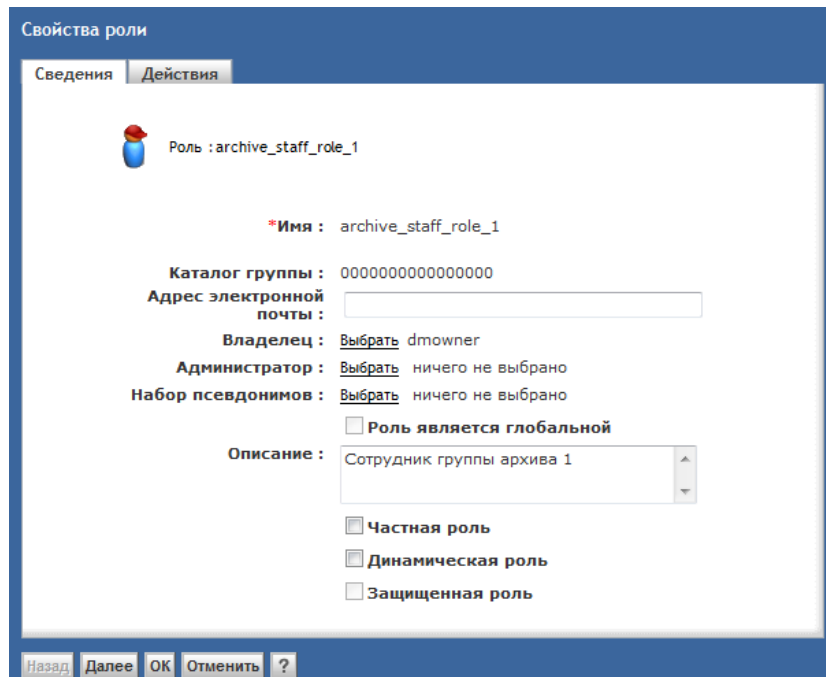 Свойства роли
Сведения Действия
Роль :archive_staff_role_1
*Имя : archive_staff_role_1
Каталог группы : 0000000000000000
Адрес электронной
почты :
Владелец : Выбрать dmowner
Администратор : Выбрать ничего не выбрано
Набор псевдонимов : Выбрать ничего не выбрано
Роль является глобальной
Описание : Сотрудник группы архива 1
Частная роль
Динамическая роль
Защищенная роль
Назад Далее ОК Отменить ?